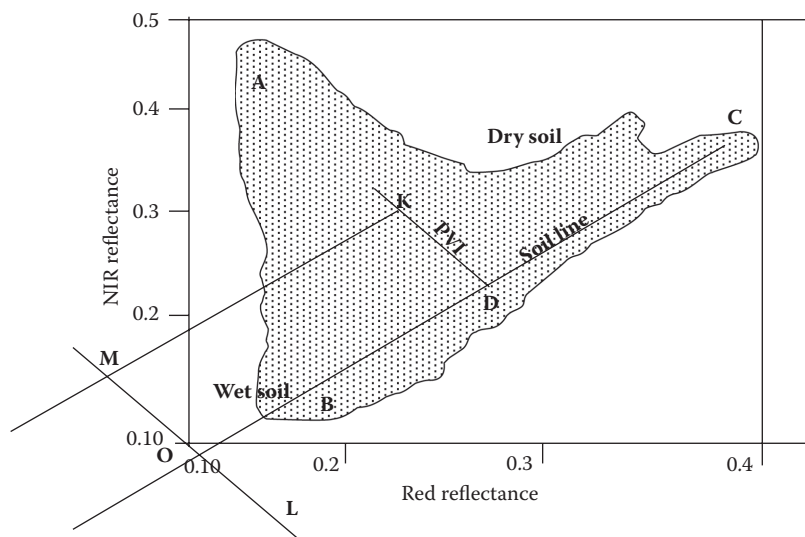 0.5
A
0.4
C
Dry soil
K
0.3
PVI
Soil line
NIR reflectance
D
0.2
M
Wet soil
B
0.10
O
0.10
0.2
0.3
0.4
Red reflectance
L